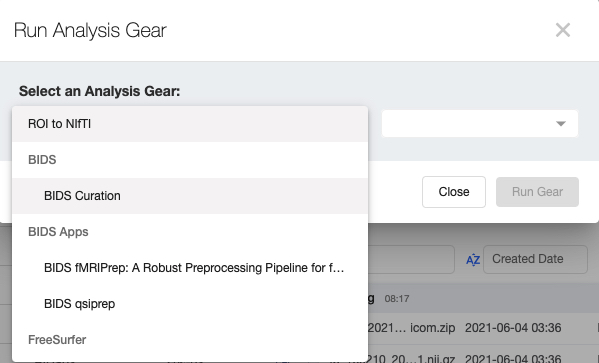 Run Analysis Gear
Select an Analysis Gear:
ROI to NIfTI
BIDS
BIDS Curation
BIDS Apps
BIDS fMRIPrep: A Robust Preprocessing Pipeline for f...
BIDS qsiprep
FreeSurfer
Close
Run Gear
AZ
Created Date
08:17
2021... icom.zip 2021-06-04 03:36
1.nii.gz 2021-06-04 03:36